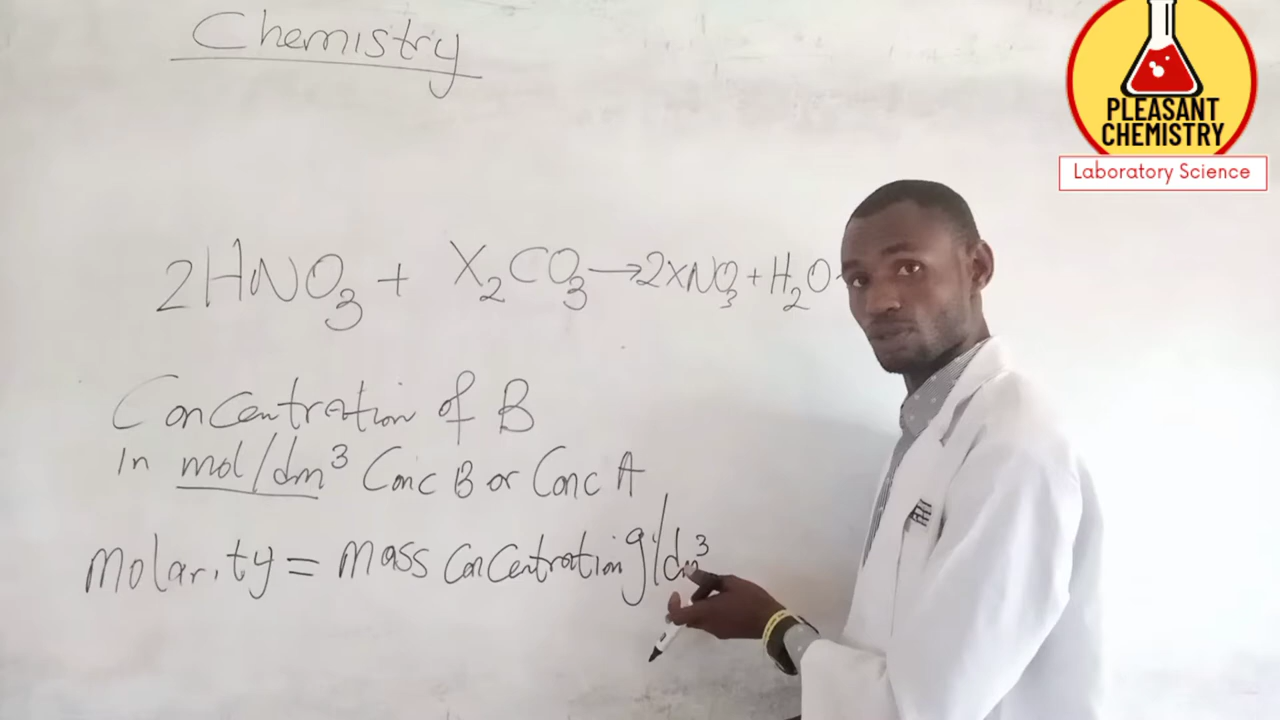 Chemistry
PLEASANT
CHEMISTRY
Laboratory Science
2HNO₃ + X₂CO₃ → 2XNO₃ + H₂O
Concentration of B
In mol/dm³ Conc B or Conc A
Molarity = Mass Concentration g/dm³